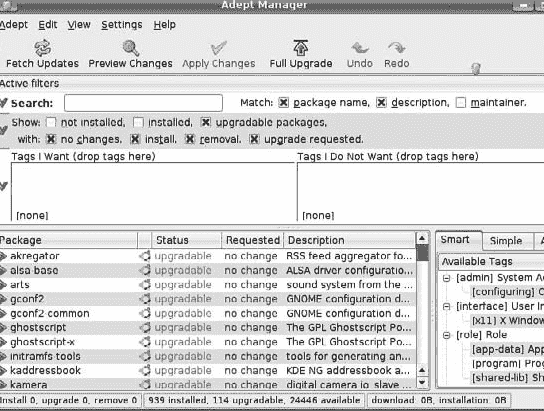 Adept Manager
Adept Edit View Settings Help
Fetch Updates Preview Changes Apply Changes Full Upgrade Undo Redo
Active filters
Search: Match: package name, description, maintainer.
Show: not installed, installed, upgradable packages,
with: no changes, install, removal, upgrade requested.
Tags I Want (drop tags here) Tags I Do Not Want (drop tags here)
[none] [none]
Package Status Requested Description
akregator upgradable no change RSS feed aggregator fo...
alsa-base upgradable no change ALSA driver configuratio...
arts upgradable no change sound system from the ...
gconf2 upgradable no change GNOME configuration d...
gconf2-common upgradable no change GNOME configuration d...
ghostscript upgradable no change The GPL Ghostscript Po...
ghostscript-x upgradable no change The GPL Ghostscript Po...
initramfs-tools upgradable no change tools for generating an...
kaddressbook upgradable no change KDE NG addressbook a...
kamera upgradable no change digital camera io_slave ...
Smart Simple A
Available Tags
[admin] System A
[configuring] C
[interface] User In
[x11] X Window
[role] Role
[app-data] App
[program] Prog
[shared-lib] Sh
Install 0, upgrade 0, remove 0 939 installed, 114 upgradable, 24446 available download: 0B, installation: 0B